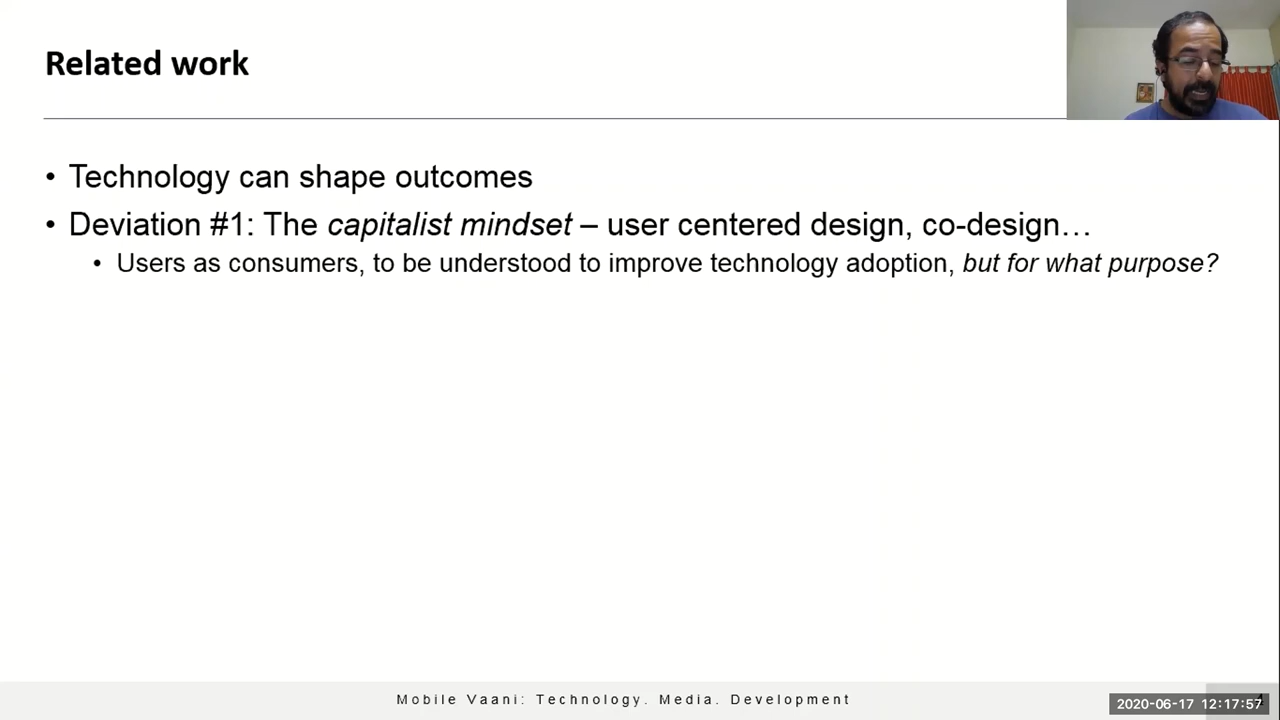 Related work
• Technology can shape outcomes
• Deviation #1: The capitalist mindset – user centered design, co-design…
• Users as consumers, to be understood to improve technology adoption, but for what purpose?
Mobile Vaani: Technology. Media. Development
2020-06-17 12:17:57